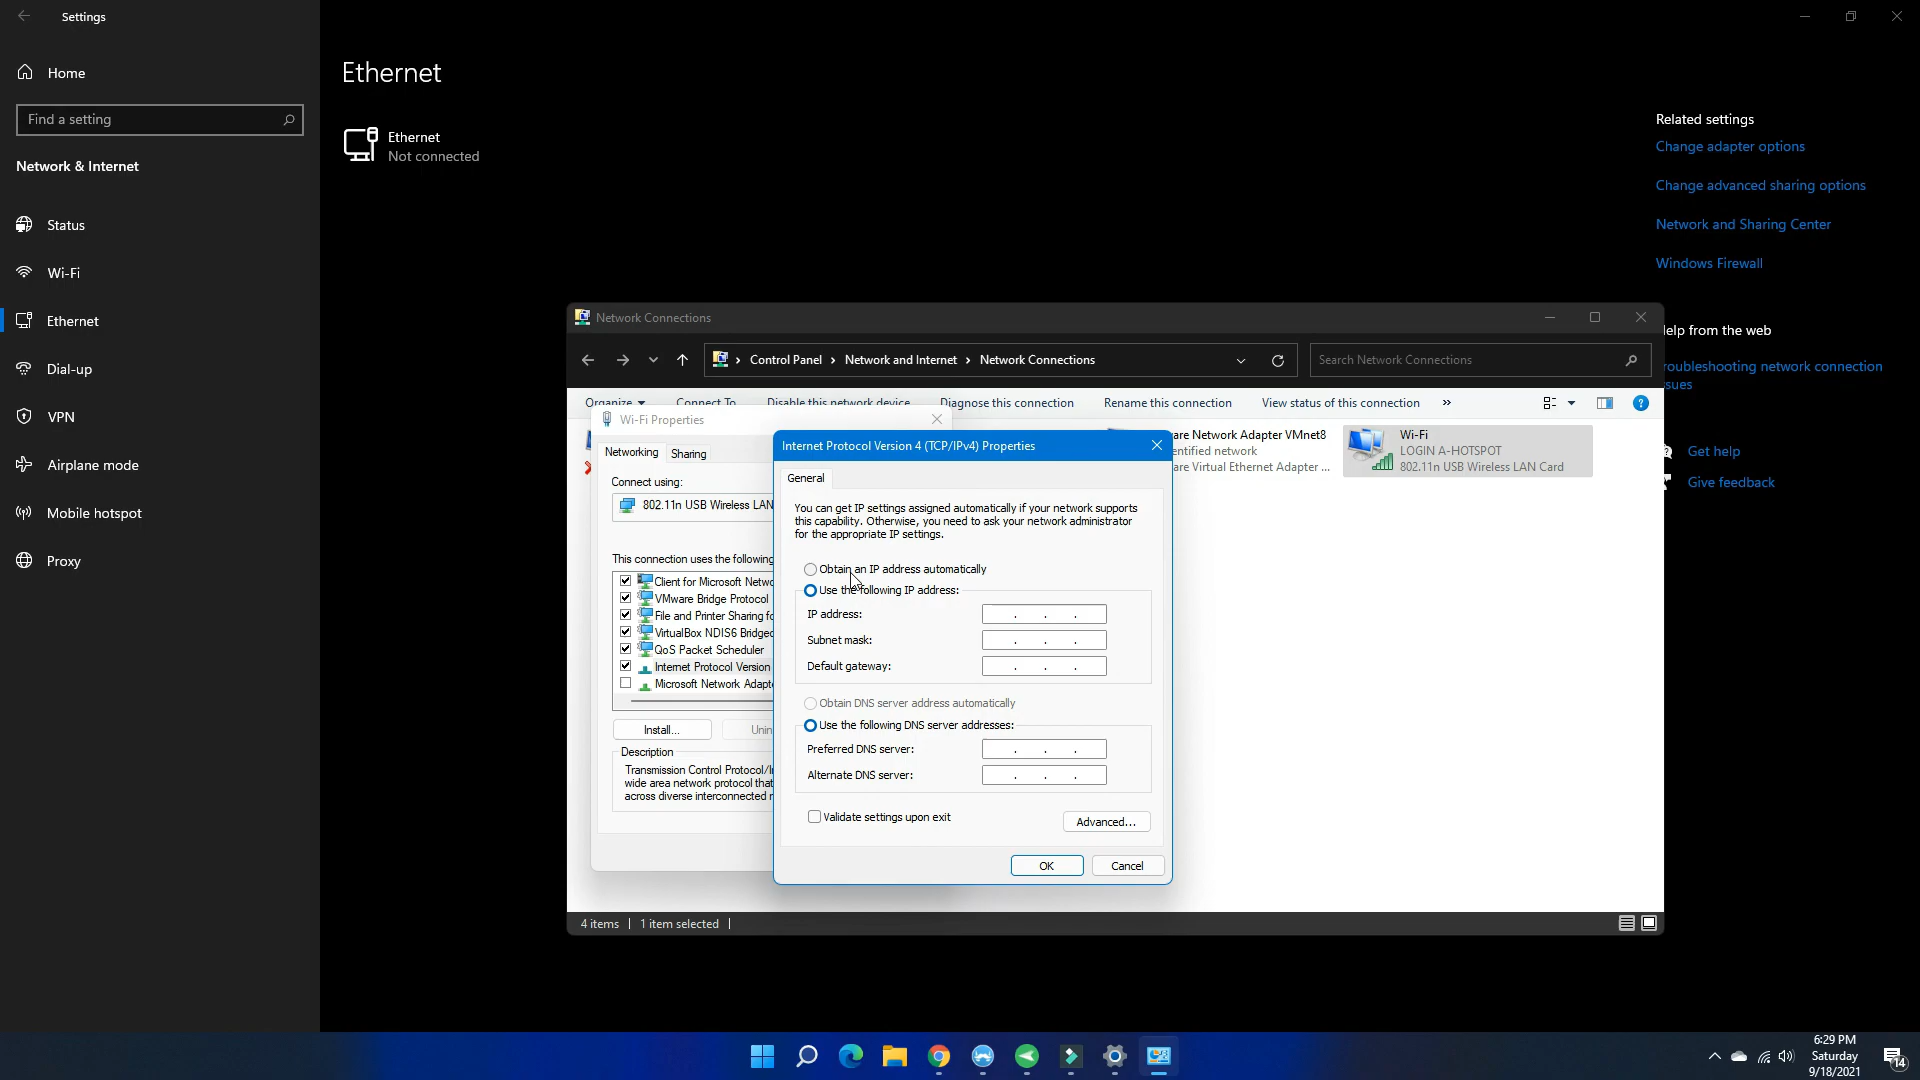 Settings
Home
Find a setting
Network & Internet
Status
Wi-Fi
Ethernet
Dial-up
VPN
Airplane mode
Mobile hotspot
Proxy
Ethernet
Ethernet
Not connected
Related settings
Change adapter options
Change advanced sharing options
Network and Sharing Center
Windows Firewall
elp from the web
roubleshooting network connection
sues
Get help
Give feedback
Network Connections
Control Panel › Network and Internet › Network Connections
Search Network Connections
Organize
Connect To
Disable this network device
Diagnose this connection
Rename this connection
View status of this connection
»
are Network Adapter VMnet8
entified network
are Virtual Ethernet Adapter ...
Wi-Fi
LOGIN A-HOTSPOT
802.11n USB Wireless LAN Card
Wi-Fi Properties
Networking
Sharing
Connect using:
802.11n USB Wireless LAN
This connection uses the following
Client for Microsoft Netwo
VMware Bridge Protocol
File and Printer Sharing fo
VirtualBox NDIS6 Bridged
QoS Packet Scheduler
Internet Protocol Version
Microsoft Network Adapte
Install...
Unin
Description
Transmission Control Protocol/I
wide area network protocol that
across diverse interconnected n
Internet Protocol Version 4 (TCP/IPv4) Properties
General
You can get IP settings assigned automatically if your network supports
this capability. Otherwise, you need to ask your network administrator
for the appropriate IP settings.
Obtain an IP address automatically
Use the following IP address:
IP address:
Subnet mask:
Default gateway:
Obtain DNS server address automatically
Use the following DNS server addresses:
Preferred DNS server:
Alternate DNS server:
Validate settings upon exit
Advanced...
OK
Cancel
4 items
1 item selected
6:29 PM
Saturday
9/18/2021
14